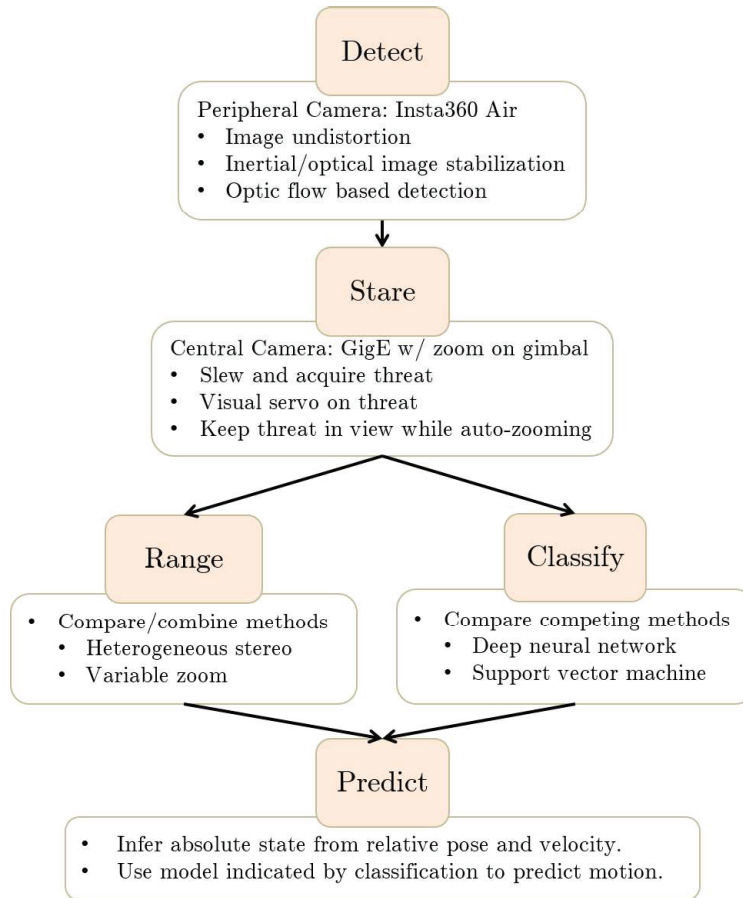 Detect
Peripheral Camera: Insta360 Air
• Image undistortion
• Inertial/optical image stabilization
• Optic flow based detection
Stare
Central Camera: GigE w/ zoom on gimbal
• Slew and acquire threat
• Visual servo on threat
• Keep threat in view while auto-zooming
Range
• Compare/combine methods
• Heterogeneous stereo
• Variable zoom
Classify
• Compare competing methods
• Deep neural network
• Support vector machine
Predict
• Infer absolute state from relative pose and velocity.
• Use model indicated by classification to predict motion.